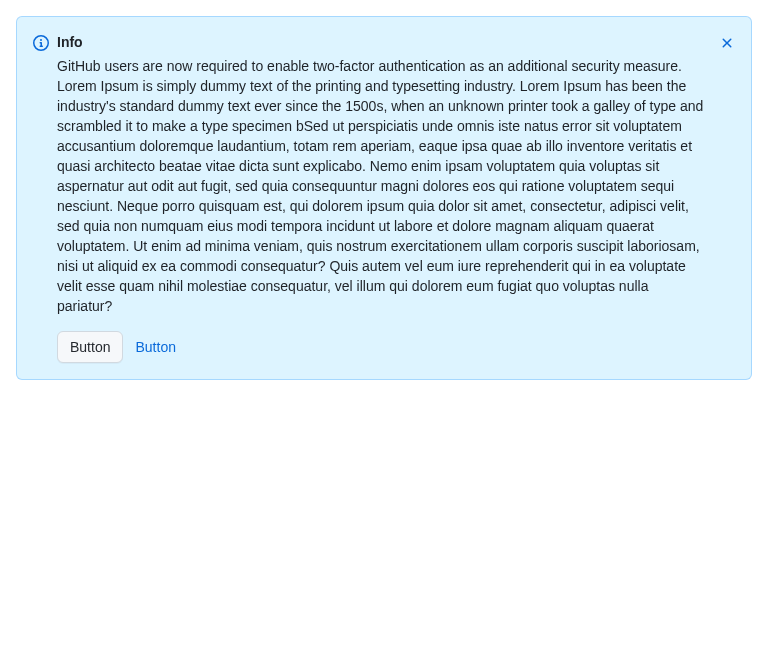 Info
GitHub users are now required to enable two-factor authentication as an additional security measure.
Lorem Ipsum is simply dummy text of the printing and typesetting industry. Lorem Ipsum has been the
industry's standard dummy text ever since the 1500s, when an unknown printer took a galley of type and
scrambled it to make a type specimen bSed ut perspiciatis unde omnis iste natus error sit voluptatem
accusantium doloremque laudantium, totam rem aperiam, eaque ipsa quae ab illo inventore veritatis et
quasi architecto beatae vitae dicta sunt explicabo. Nemo enim ipsam voluptatem quia voluptas sit
aspernatur aut odit aut fugit, sed quia consequuntur magni dolores eos qui ratione voluptatem sequi
nesciunt. Neque porro quisquam est, qui dolorem ipsum quia dolor sit amet, consectetur, adipisci velit,
sed quia non numquam eius modi tempora incidunt ut labore et dolore magnam aliquam quaerat
voluptatem. Ut enim ad minima veniam, quis nostrum exercitationem ullam corporis suscipit laboriosam,
nisi ut aliquid ex ea commodi consequatur? Quis autem vel eum iure reprehenderit qui in ea voluptate
velit esse quam nihil molestiae consequatur, vel illum qui dolorem eum fugiat quo voluptas nulla
pariatur?
Button Button